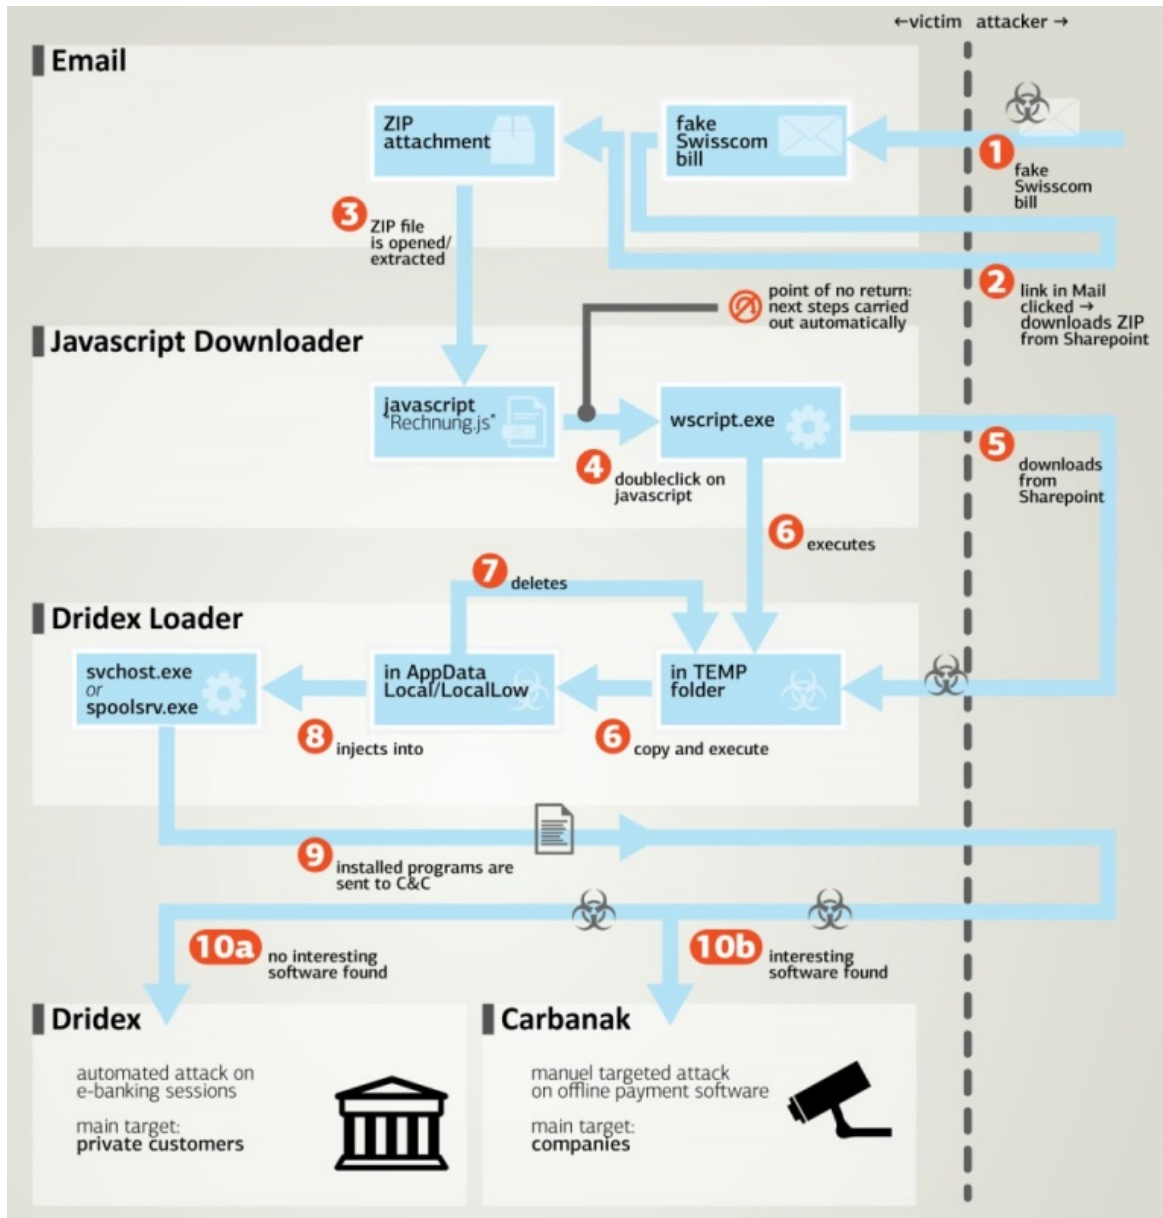 ←victim attacker→
Email
ZIP
attachment
fake
Swisscom
bill
1
fake
Swisscom
bill
3
ZIP file
is opened/
extracted
2
link in Mail
clicked →
downloads ZIP
from Sharepoint
point of no return:
next steps carried
out automatically
Javascript Downloader
javascript
"Rechnung.js"
wscript.exe
4
doubleclick on
javascript
5
downloads
from
Sharepoint
6
executes
7
deletes
Dridex Loader
svchost.exe
or
spoolsrv.exe
in AppData
Local/LocalLow
in TEMP
folder
8
injects into
6
copy and execute
9
installed programs are
sent to C&C
10a
no interesting
software found
10b
interesting
software found
Dridex
automated attack on
e-banking sessions
main target:
private customers
Carbanak
manuel targeted attack
on offline payment software
main target:
companies